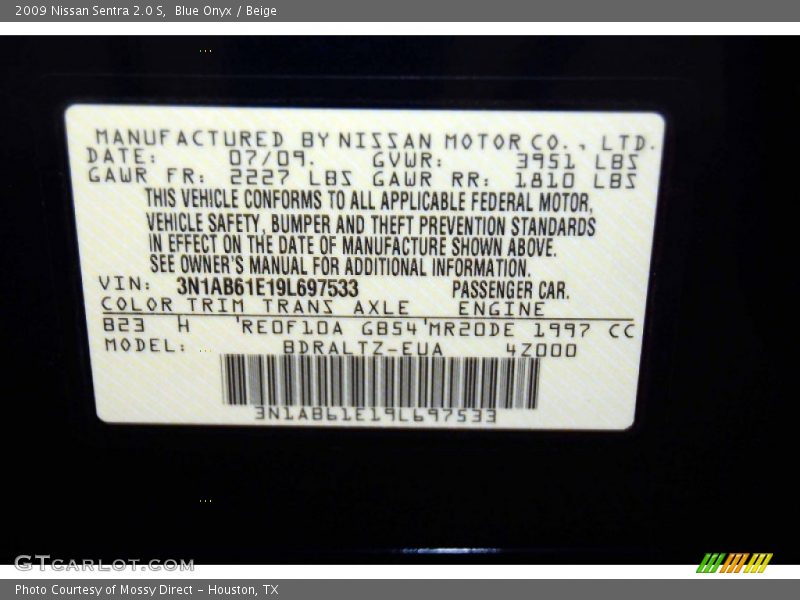 2009 Nissan Sentra 2.0 S,  Blue Onyx / Beige
MANUFACTURED BY NISSAN MOTOR CO., LTD.
DATE: 07/09. GVWR: 3951 LBS
GAWR FR: 2227 LBS GAWR RR: 1810 LBS
THIS VEHICLE CONFORMS TO ALL APPLICABLE FEDERAL MOTOR,
VEHICLE SAFETY, BUMPER AND THEFT PREVENTION STANDARDS
IN EFFECT ON THE DATE OF MANUFACTURE SHOWN ABOVE.
SEE OWNER'S MANUAL FOR ADDITIONAL INFORMATION.
VIN: 3N1AB61E19L697533 PASSENGER CAR.
COLOR TRIM TRANS AXLE ENGINE
B23 H 'RE0F10A GB54'MR20DE 1997 CC
MODEL: BDRALTZ-EUA 4Z000
3N1AB61E19L697533
GTCARLOT.COM
Photo Courtesy of Mossy Direct – Houston, TX